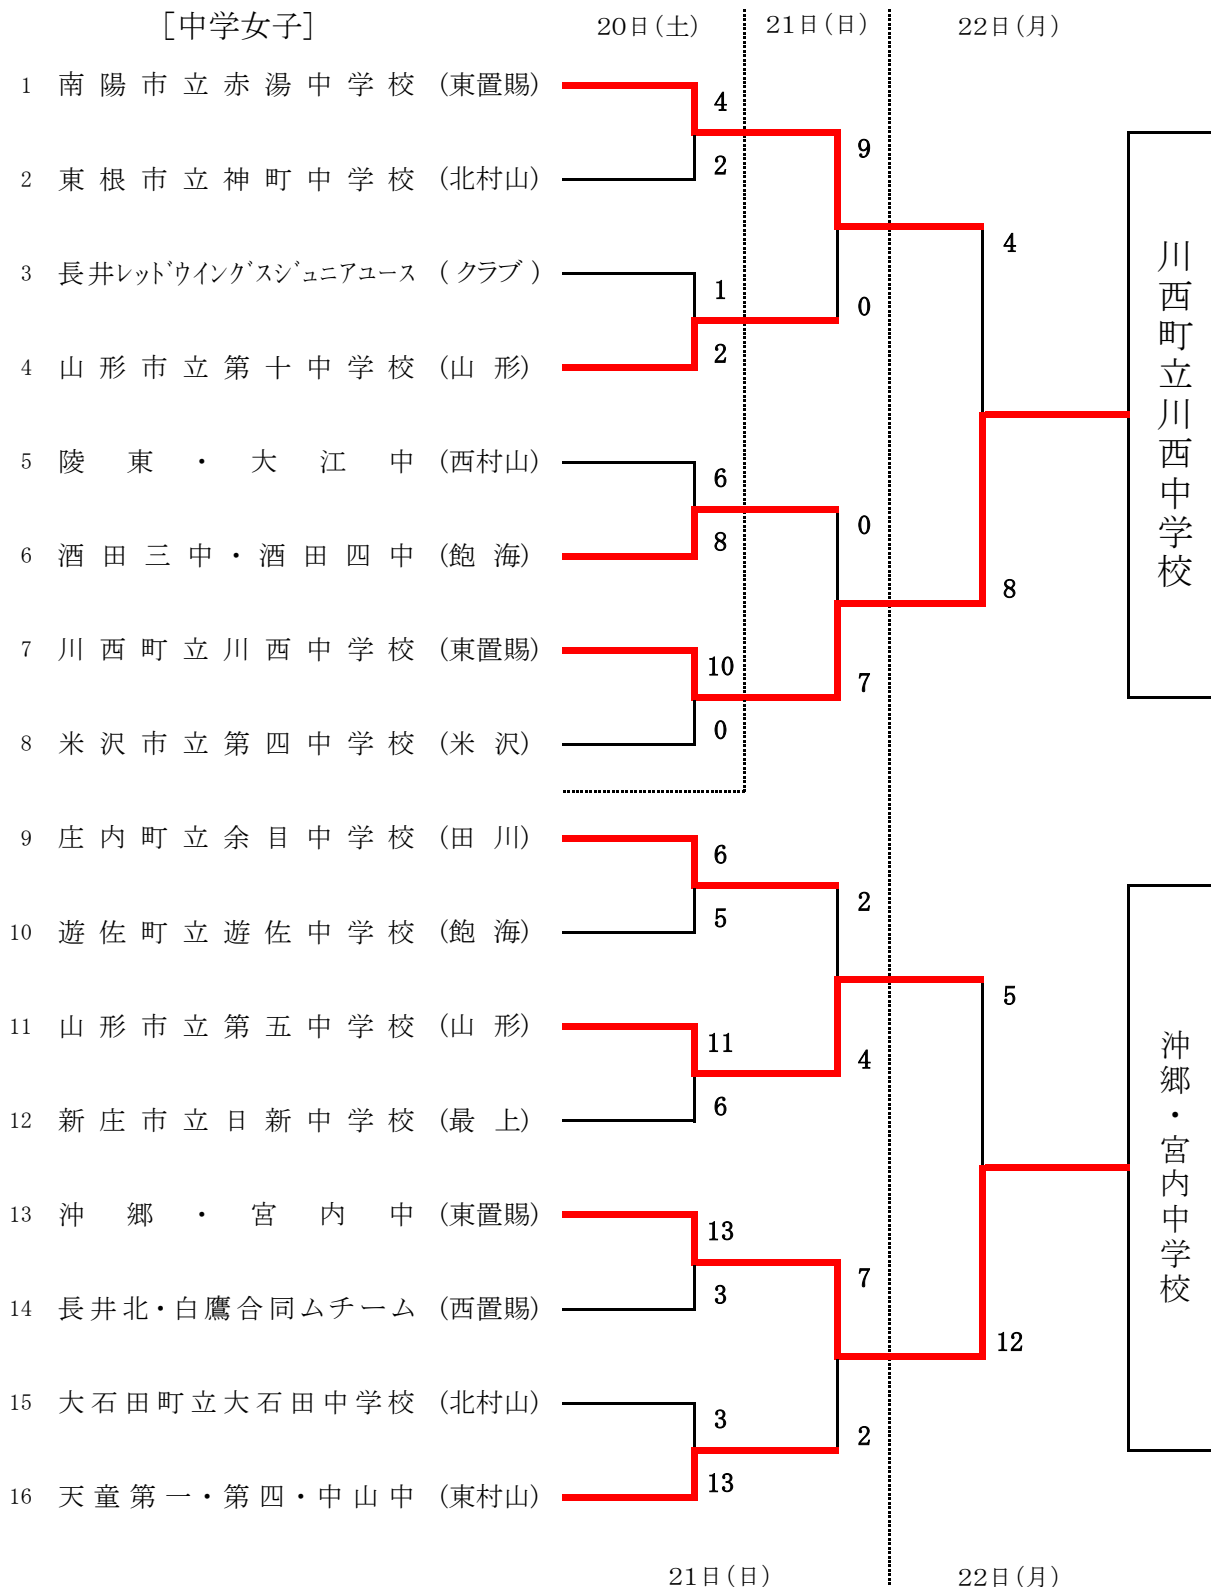 ［中学女子］ 20日（土） 21日（日） 22日（月）
1 南陽市立赤湯中学校 （東置賜）
4
2
2 東根市立神町中学校 （北村山）
9
0
3 長井レッドウイングスジュニアユース （クラブ）
1
2
4 山形市立第十中学校 （山 形）
4
8
5 陵東・大江中 （西村山）
6
8
6 酒田三中・酒田四中 （飽 海）
0
7
7 川西町立川西中学校 （東置賜）
10
0
8 米沢市立第四中学校 （米 沢）
川西町立川西中学校
9 庄内町立余目中学校 （田 川）
6
5
10 遊佐町立遊佐中学校 （飽 海）
2
4
11 山形市立第五中学校 （山 形）
11
6
12 新庄市立日新中学校 （最 上）
5
12
13 沖郷・宮内中 （東置賜）
13
3
14 長井北・白鷹合同ムチーム （西置賜）
7
2
15 大石田町立大石田中学校 （北村山）
3
13
16 天童第一・第四・中山中 （東村山）
沖郷・宮内中学校
21日（日） 22日（月）